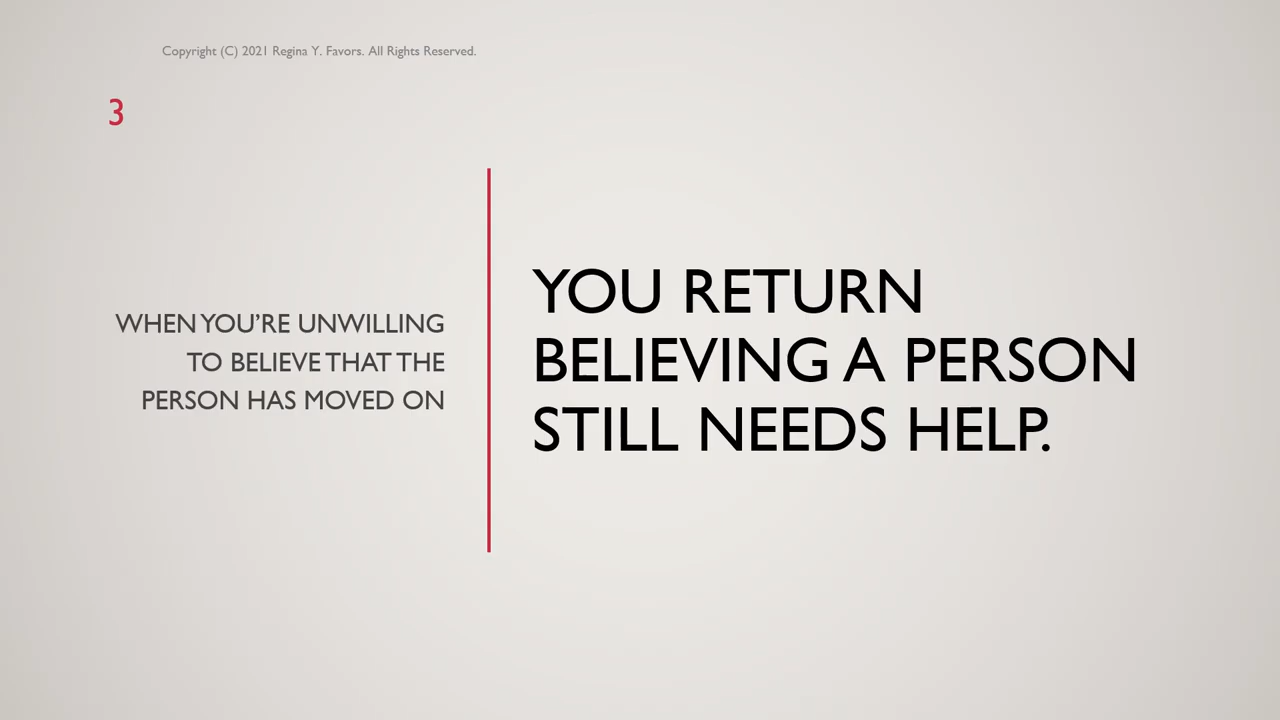 Copyright (C) 2021 Regina Y. Favors. All Rights Reserved.
3
WHEN YOU'RE UNWILLING
TO BELIEVE THAT THE
PERSON HAS MOVED ON
YOU RETURN
BELIEVING A PERSON
STILL NEEDS HELP.